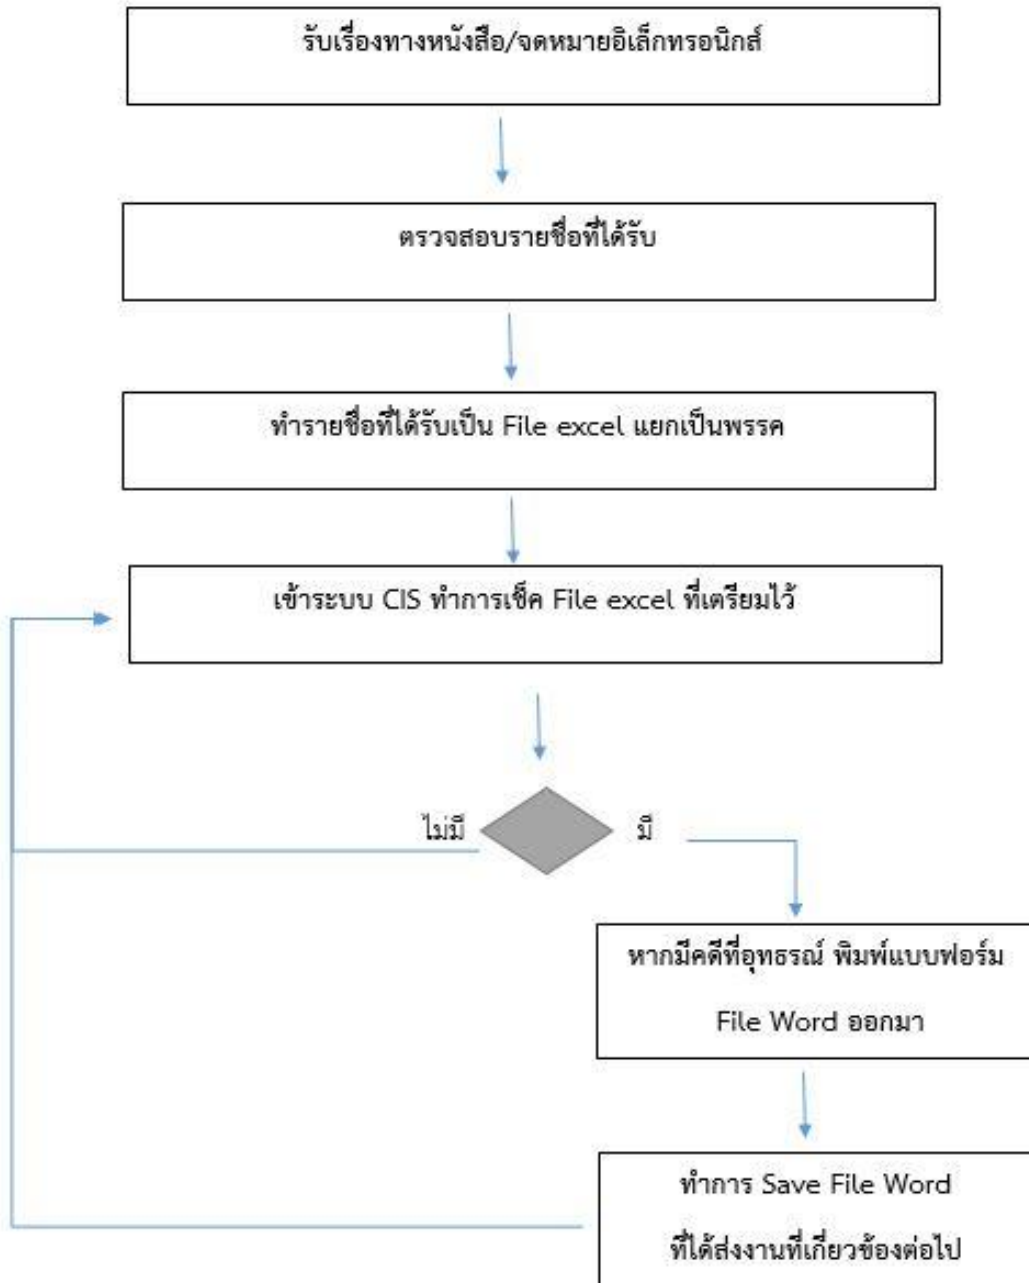 รับเรื่องทางหนังสือ/จดหมายอิเล็กทรอนิกส์
ตรวจสอบรายชื่อที่ได้รับ
ทำรายชื่อที่ได้รับเป็น File excel แยกเป็นพรรค
เข้าระบบ CIS ทำการเช็ค File excel ที่เตรียมไว้
ไม่มี
มี
หากมีคดีที่อุทธรณ์ พิมพ์แบบฟอร์ม
File Word ออกมา
ทำการ Save File Word
ที่ได้ส่งงานที่เกี่ยวข้องต่อไป